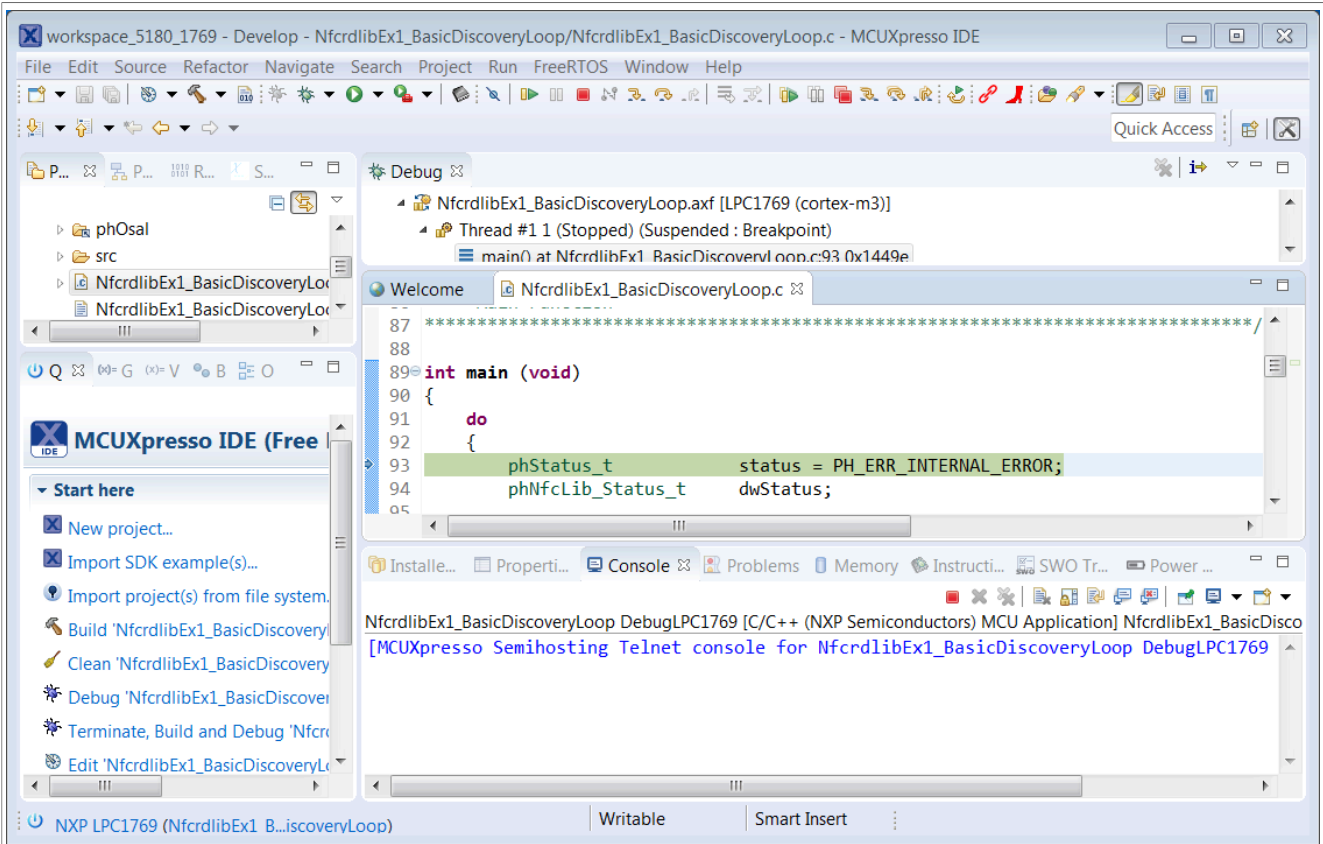 workspace_5180_1769 - Develop - NfcrdlibEx1_BasicDiscoveryLoop/NfcrdlibEx1_BasicDiscoveryLoop.c - MCUXpresso IDE
File Edit Source Refactor Navigate Search Project Run FreeRTOS Window Help
Quick Access
P... P... R... S...
phOsal
src
NfcrdlibEx1_BasicDiscoveryLoo
NfcrdlibEx1_BasicDiscoveryLoo
Debug
NfcrdlibEx1_BasicDiscoveryLoop.axf [LPC1769 (cortex-m3)]
Thread #1 1 (Stopped) (Suspended : Breakpoint)
main() at NfcrdlibEx1_BasicDiscoveryLoop.c:93 0x1449e
Welcome NfcrdlibEx1_BasicDiscoveryLoop.c
87 *******************************************************************************/
88
89 int main (void)
90 {
91 do
92 {
93 phStatus_t status = PH_ERR_INTERNAL_ERROR;
94 phNfcLib_Status_t dwStatus;
95
Q (x)= G (x)= V B O
MCUXpresso IDE (Free
IDE
Start here
New project...
Import SDK example(s)...
Import project(s) from file system.
Build 'NfcrdlibEx1_BasicDiscoveryl
Clean 'NfcrdlibEx1_BasicDiscovery
Debug 'NfcrdlibEx1_BasicDiscover
Terminate, Build and Debug 'Nfcr
Edit 'NfcrdlibEx1_BasicDiscoveryLo
Installe... Properti... Console Problems Memory Instructi... SWO Tr... Power ...
NfcrdlibEx1_BasicDiscoveryLoop DebugLPC1769 [C/C++ (NXP Semiconductors) MCU Application] NfcrdlibEx1_BasicDisco
[MCUXpresso Semihosting Telnet console for NfcrdlibEx1_BasicDiscoveryLoop DebugLPC1769
NXP LPC1769 (NfcrdlibEx1_B...iscoveryLoop)
Writable Smart Insert